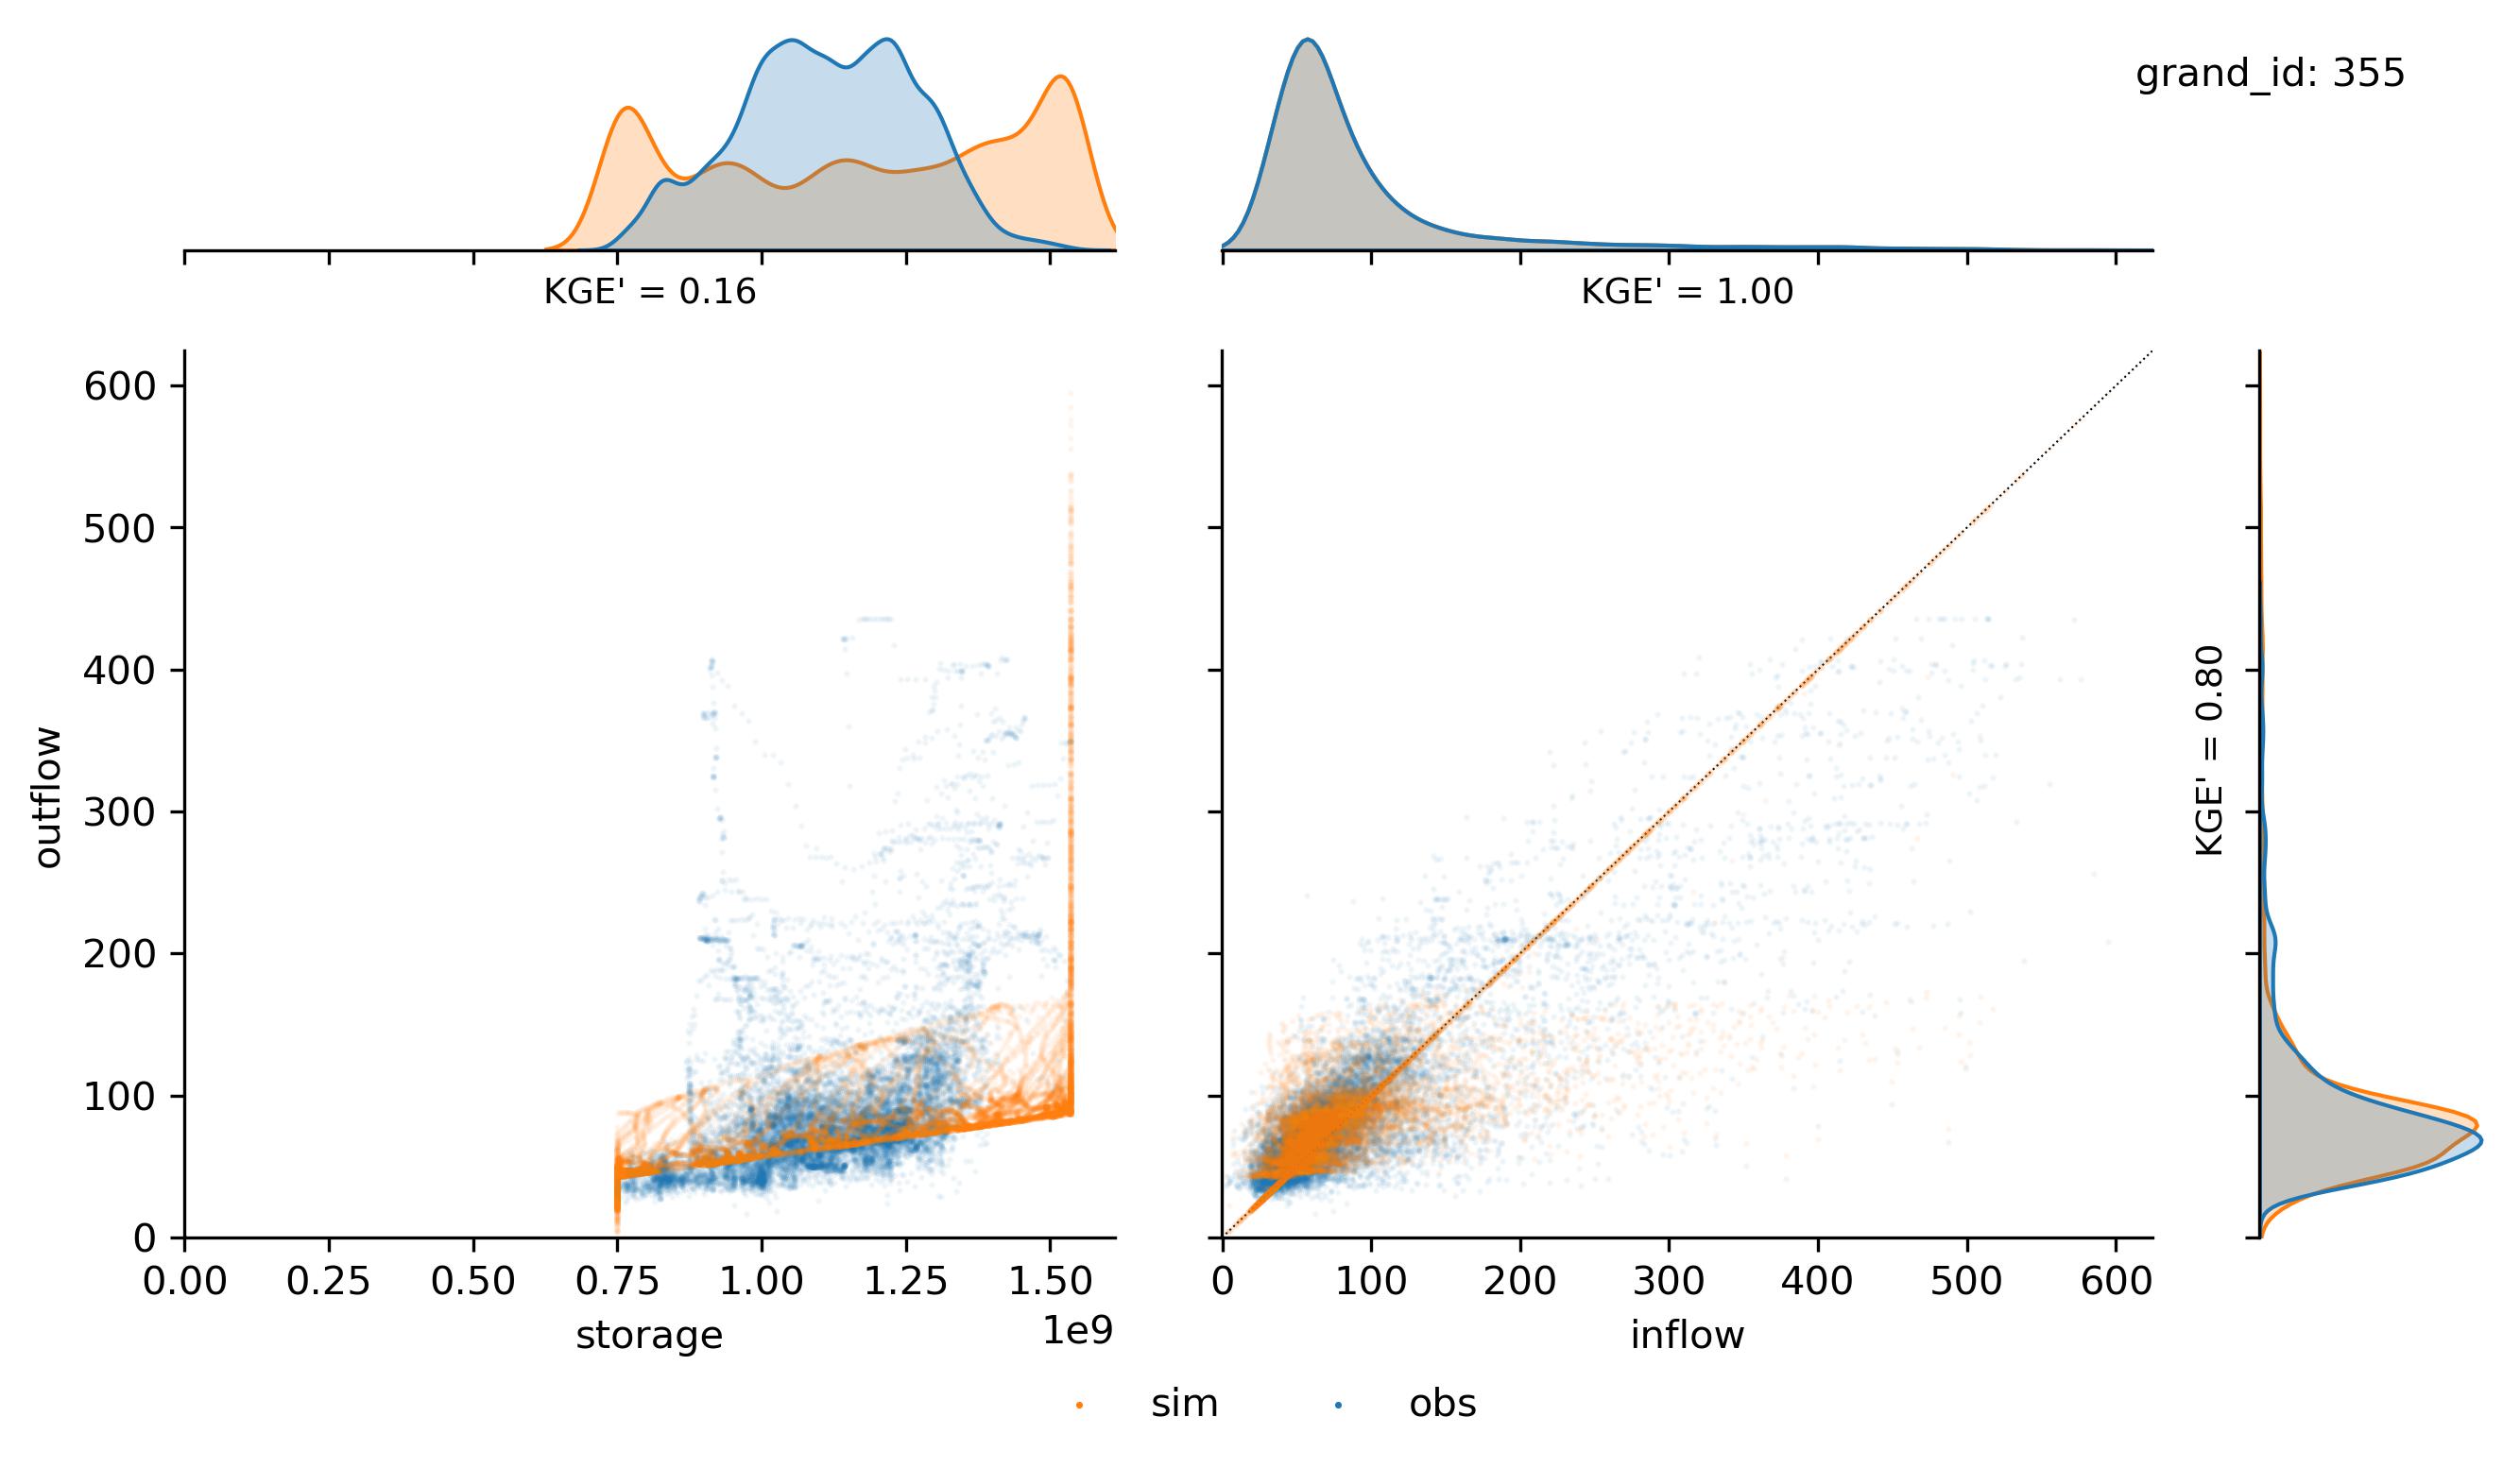 grand_id: 355
KGE' = 0.16
KGE' = 1.00
600
500
400
300
200
100
0
outflow
KGE' = 0.80
0.00 0.25 0.50 0.75 1.00 1.25 1.50
1e9
storage
0 100 200 300 400 500 600
inflow
sim obs